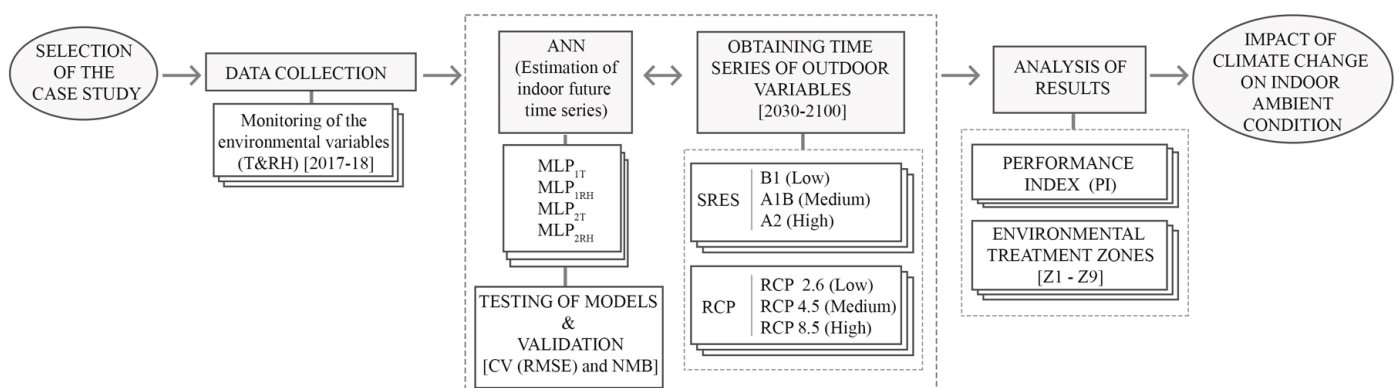 SELECTION
OF THE
CASE STUDY
DATA COLLECTION
Monitoring of the
environmental variables
(T&RH) [2017-18]
ANN
(Estimation of
indoor future
time series)
MLP1T
MLP1RH
MLP2T
MLP2RH
TESTING OF MODELS
&
VALIDATION
[CV (RMSE) and NMB]
OBTAINING TIME
SERIES OF OUTDOOR
VARIABLES
[2030-2100]
SRES
B1 (Low)
A1B (Medium)
A2 (High)
RCP
RCP 2.6 (Low)
RCP 4.5 (Medium)
RCP 8.5 (High)
ANALYSIS OF
RESULTS
PERFORMANCE
INDEX (PI)
ENVIRONMENTAL
TREATMENT ZONES
[Z1 - Z9]
IMPACT OF
CLIMATE CHANGE
ON INDOOR
AMBIENT
CONDITION